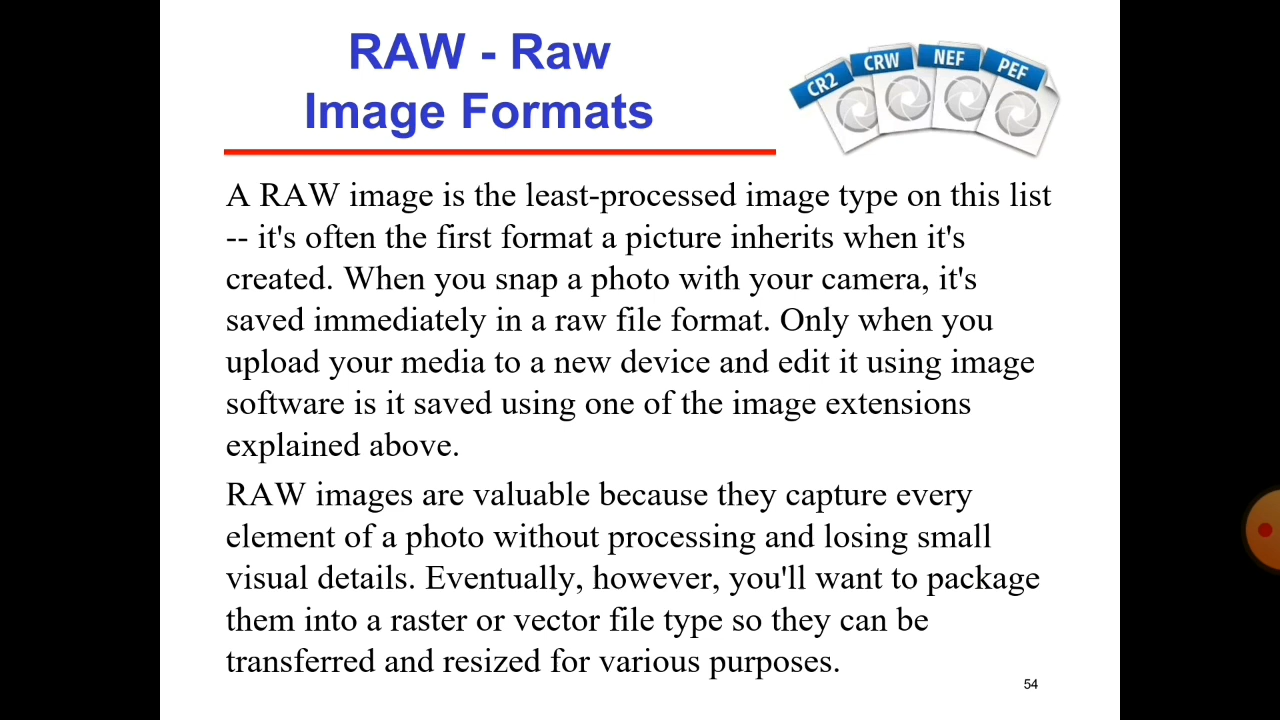 RAW - Raw
Image Formats
CR2
CRW
NEF
PEF
A RAW image is the least-processed image type on this list
-- it's often the first format a picture inherits when it's
created. When you snap a photo with your camera, it's
saved immediately in a raw file format. Only when you
upload your media to a new device and edit it using image
software is it saved using one of the image extensions
explained above.
RAW images are valuable because they capture every
element of a photo without processing and losing small
visual details. Eventually, however, you'll want to package
them into a raster or vector file type so they can be
transferred and resized for various purposes.
54